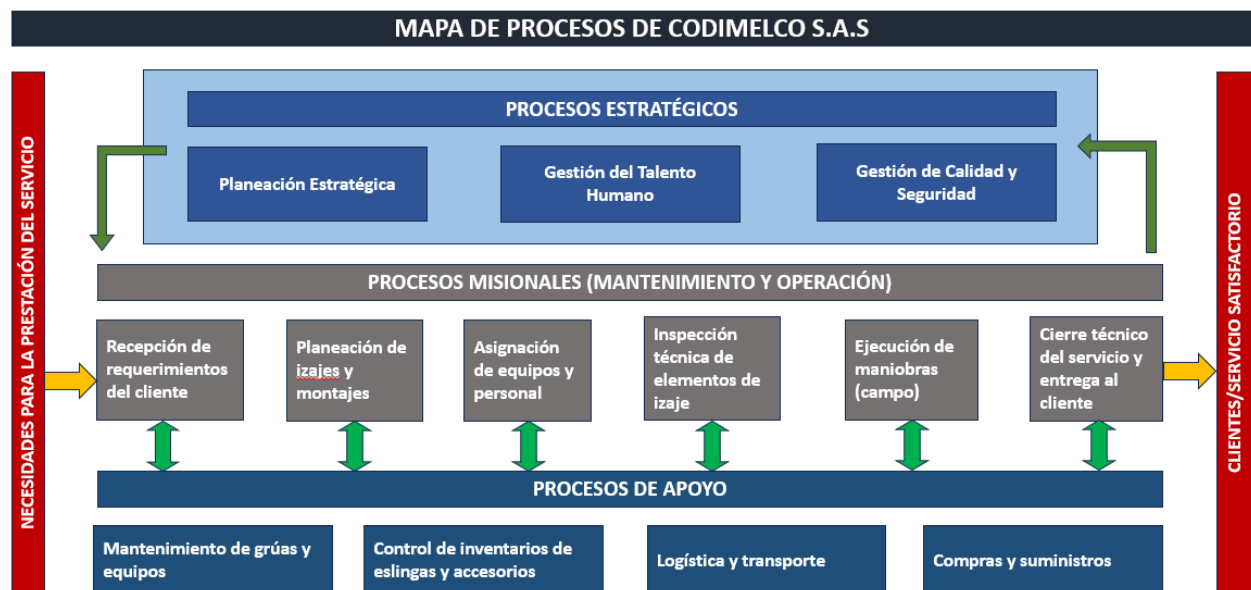 MAPA DE PROCESOS DE CODIMELCO S.A.S
NECESIDADES PARA LA PRESTACIÓN DEL SERVICIO
PROCESOS ESTRATÉGICOS
Planeación Estratégica
Gestión del Talento
Humano
Gestión de Calidad y
Seguridad
PROCESOS MISIONALES (MANTENIMIENTO Y OPERACIÓN)
Recepción de
requerimientos
del cliente
Planeación de
izajes y
montajes
Asignación
de equipos y
personal
Inspección
técnica de
elementos de
izaje
Ejecución de
maniobras
(campo)
Cierre técnico
del servicio y
entrega al
cliente
PROCESOS DE APOYO
Mantenimiento de grúas y
equipos
Control de inventarios de
eslingas y accesorios
Logística y transporte
Compras y suministros
CLIENTES/SERVICIO SATISFACTORIO